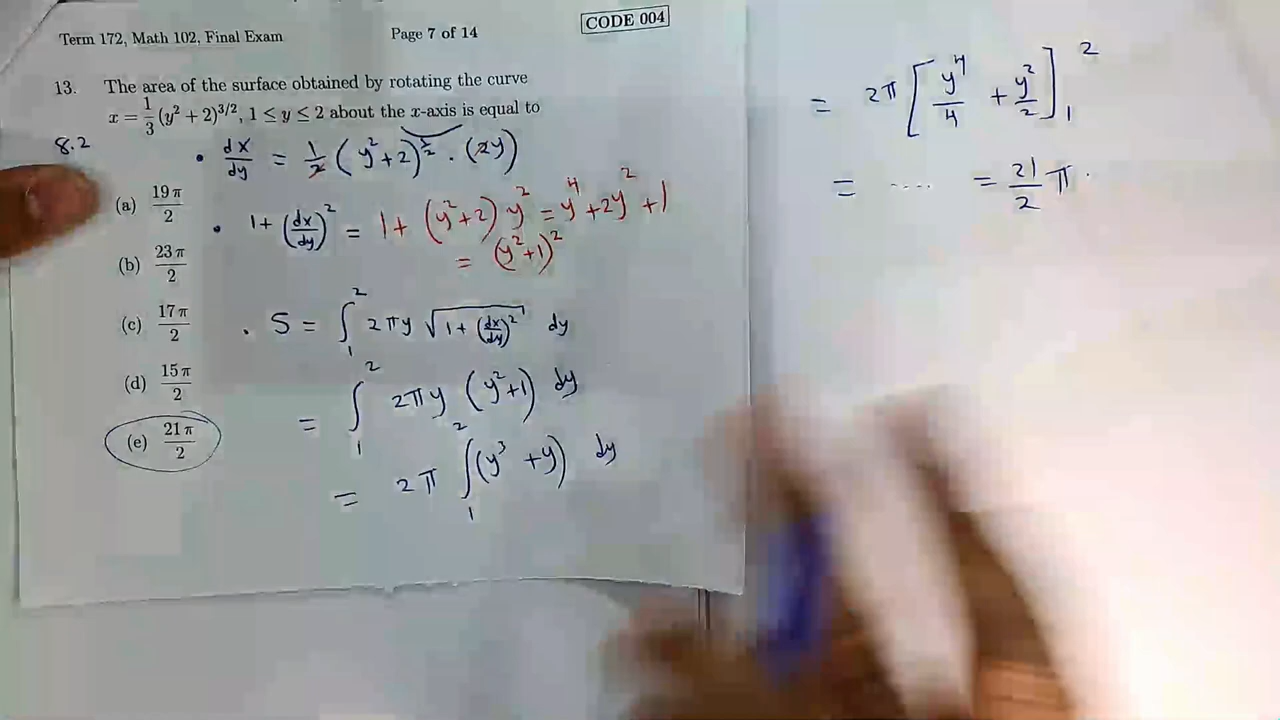 Term 172, Math 102, Final Exam Page 7 of 14 CODE 004
13. The area of the surface obtained by rotating the curve
x = 1/3 (y² + 2)^{3/2}, 1 ≤ y ≤ 2 about the x-axis is equal to
8.2
• dx/dy = 1/2 (y² + 2)^{1/2} · (2y)
(a) 19π/2
• 1 + (dx/dy)² = 1 + (y² + 2) y² = y⁴ + 2y² + 1
= (y² + 1)²
(b) 23π/2
(c) 17π/2
. S = ∫₁² 2πy √(1 + (dx/dy)²) dy
(d) 15π/2
= ∫₁² 2πy (y² + 1) dy
(e) 21π/2
= 2π ∫₁² (y³ + y) dy
= 2π [y⁴/4 + y²/2]₁²
= .... = 21/2 π.